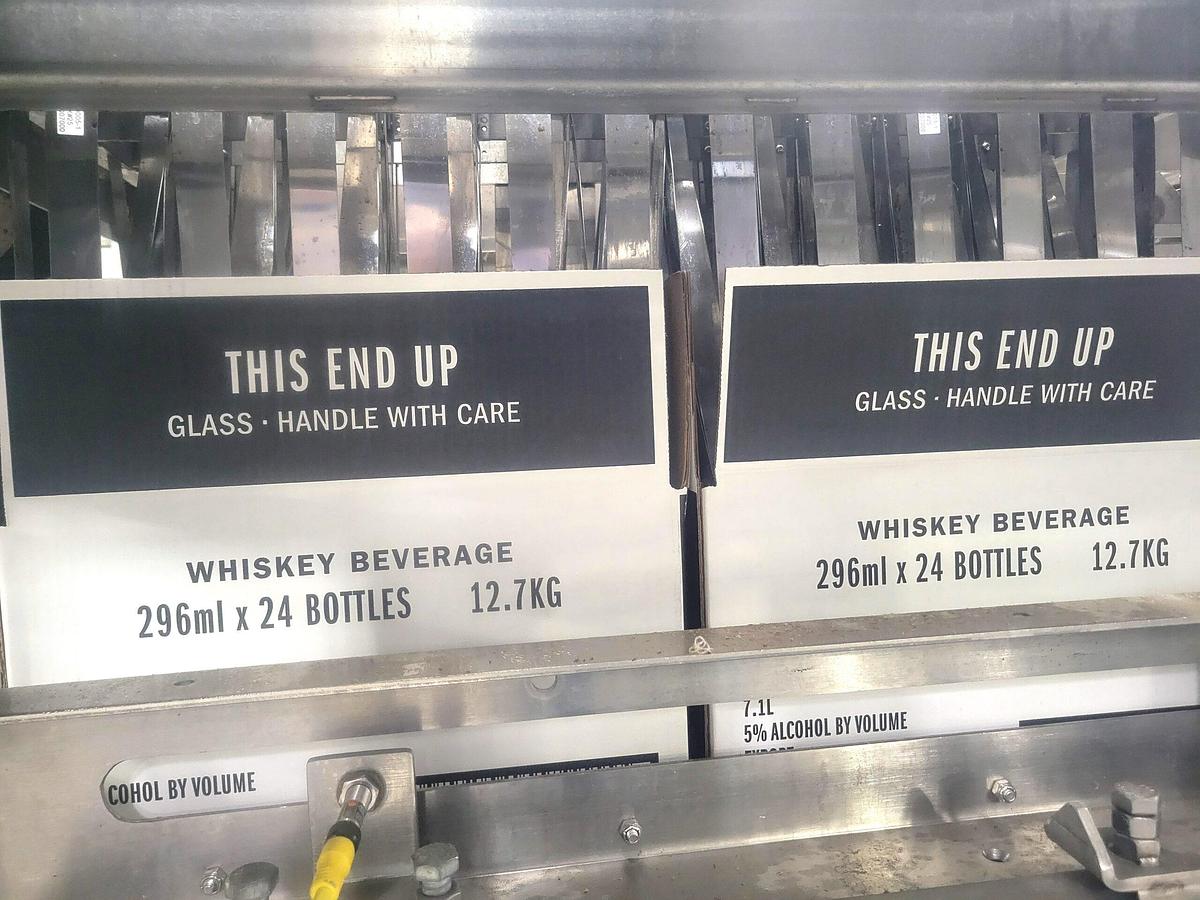 THIS END UP
GLASS · HANDLE WITH CARE
WHISKEY BEVERAGE
296ml x 24 BOTTLES 12.7KG
COHOL BY VOLUME
THIS END UP
GLASS · HANDLE WITH CARE
WHISKEY BEVERAGE
296ml x 24 BOTTLES 12.7KG
7.1L
5% ALCOHOL BY VOLUME